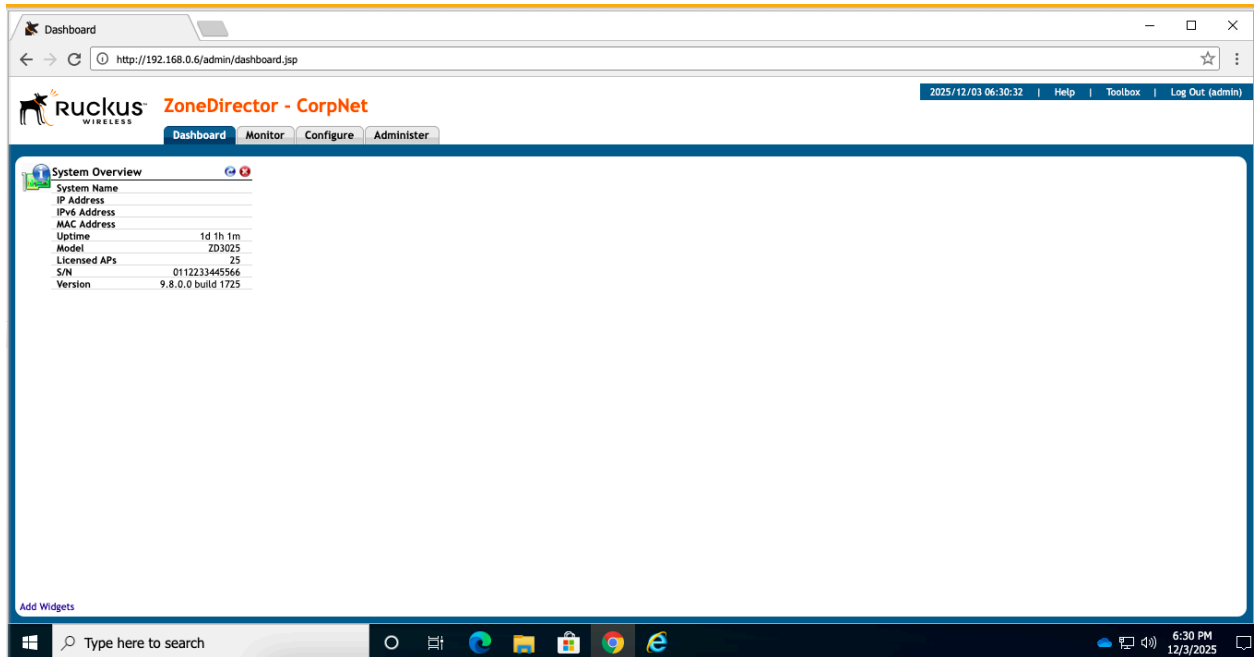 Dashboard
http://192.168.0.6/admin/dashboard.jsp
2025/12/03 06:30:32 | Help | Toolbox | Log Out (admin)
Ruckus WIRELESS ZoneDirector - CorpNet
Dashboard Monitor Configure Administer
System Overview
System Name
IP Address
IPv6 Address
MAC Address
Uptime 1d 1h 1m
Model ZD3025
Licensed APs 25
S/N 0112233445566
Version 9.8.0.0 build 1725
Add Widgets
Type here to search
6:30 PM
12/3/2025